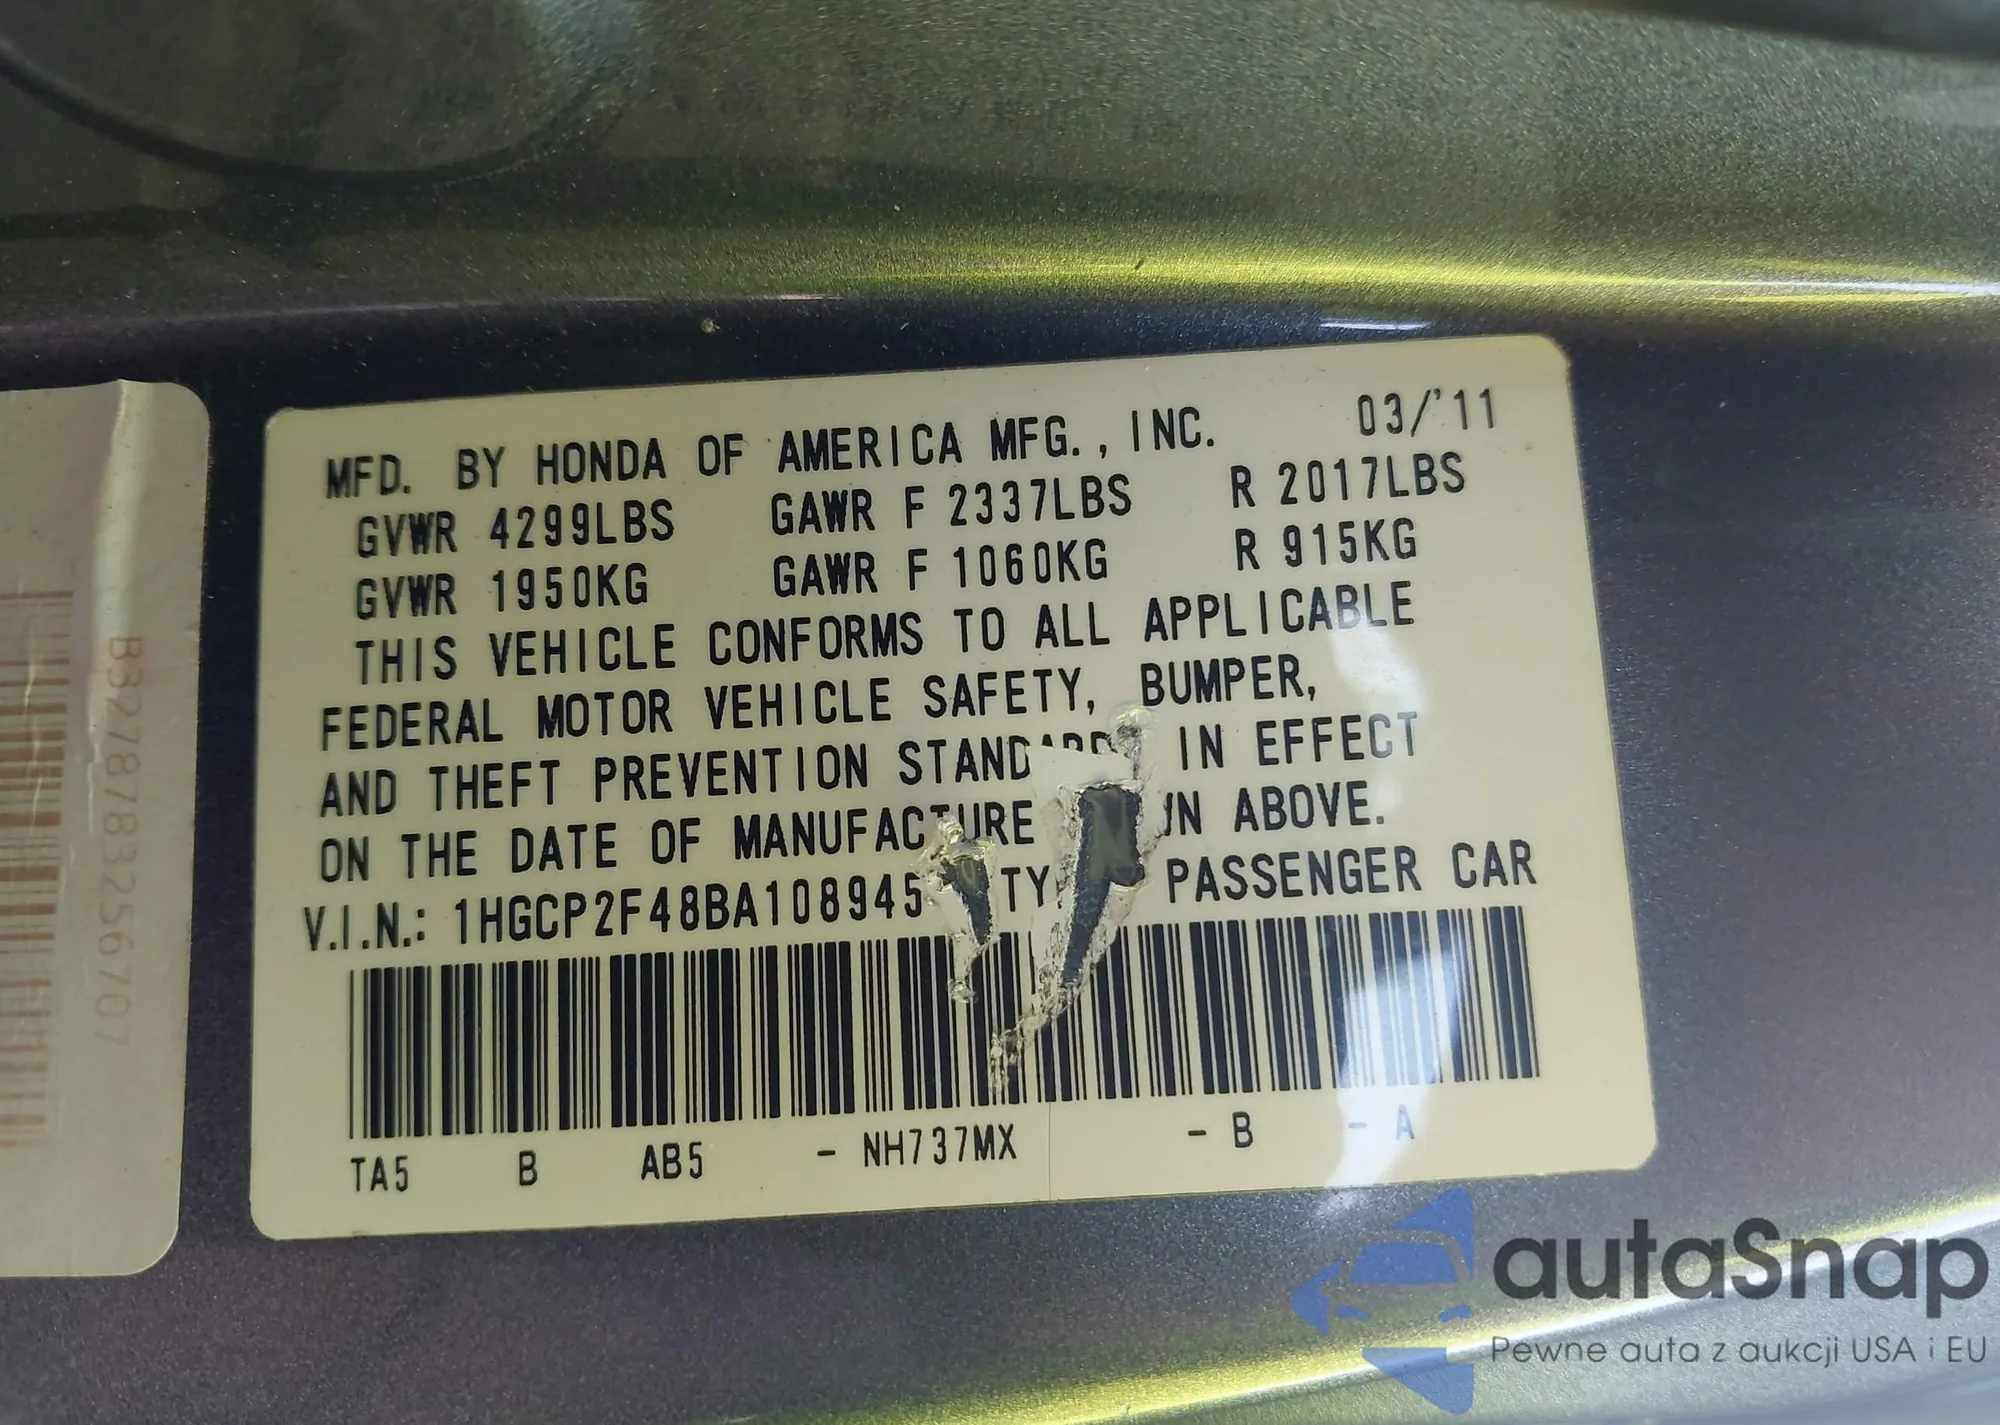 MFD. BY HONDA OF AMERICA MFG., INC. 03/'11
GVWR 4299LBS GAWR F 2337LBS R 2017LBS
GVWR 1950KG GAWR F 1060KG R 915KG
THIS VEHICLE CONFORMS TO ALL APPLICABLE
FEDERAL MOTOR VEHICLE SAFETY, BUMPER,
AND THEFT PREVENTION IN EFFECT
ON THE DATE OF MANUFACTURE ABOVE.
V.I.N.: 1HGCP2F48BA108945 PASSENGER CAR
TA5 B AB5 - NH737MX - B - A
B3278783256707
autaSnap
Pewne auta z aukcji USA i EU